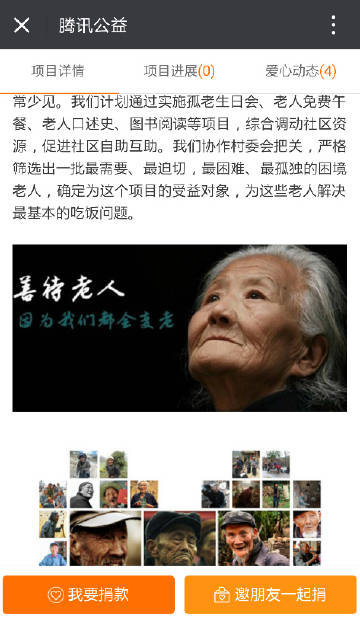 腾讯公益
项目详情
项目进展(0)
爱心动态(4)
常少见。我们计划通过实施孤老生日会、老人免费午
餐、老人口述史、图书阅读等项目，综合调动社区资
源，促进社区自助互助。我们协作村委会把关，严格
筛选出一批最需要、最迫切，最困难、最孤独的困境
老人，确定为这个项目的受益对象，为这些老人解决
最基本的吃饭问题。
善待老人
因为我们都会变老
我要捐款
邀朋友一起捐